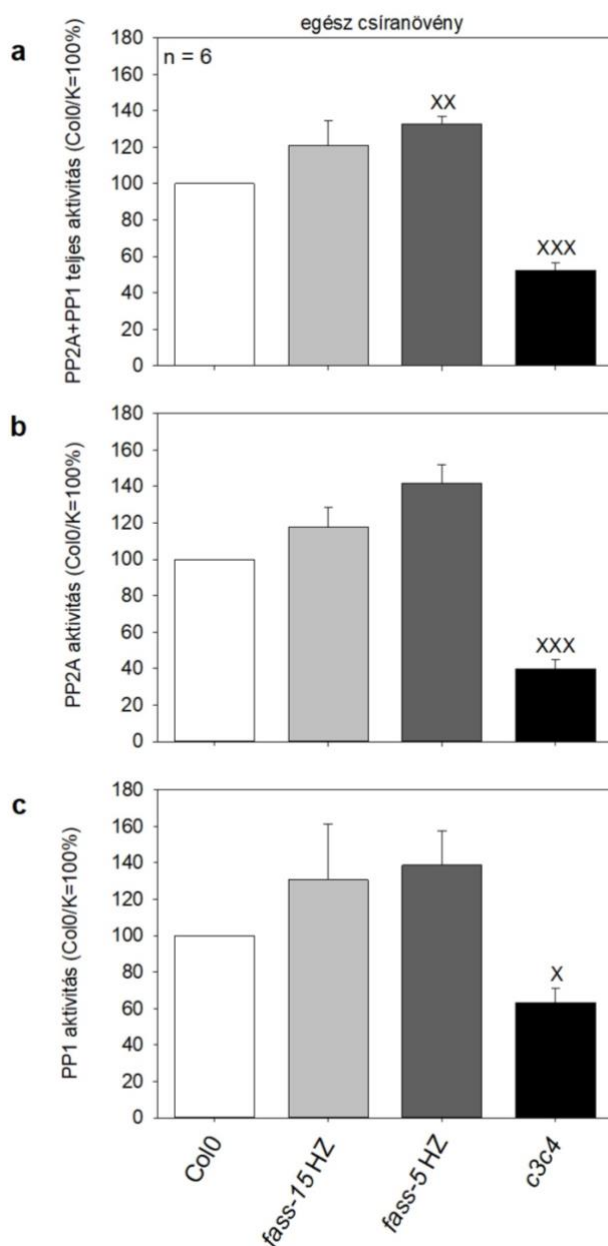 egész csíranövény
a
PP2A+PP1 teljes aktivitás (Col0/K=100%)
180
160
140
120
100
80
60
40
20
0
n = 6
XX
XXX
b
PP2A aktivitás (Col0/K=100%)
180
160
140
120
100
80
60
40
20
0
XXX
c
PP1 aktivitás (Col0/K=100%)
180
160
140
120
100
80
60
40
20
0
X
Col0
fass-15 HZ
fass-5 HZ
c3c4